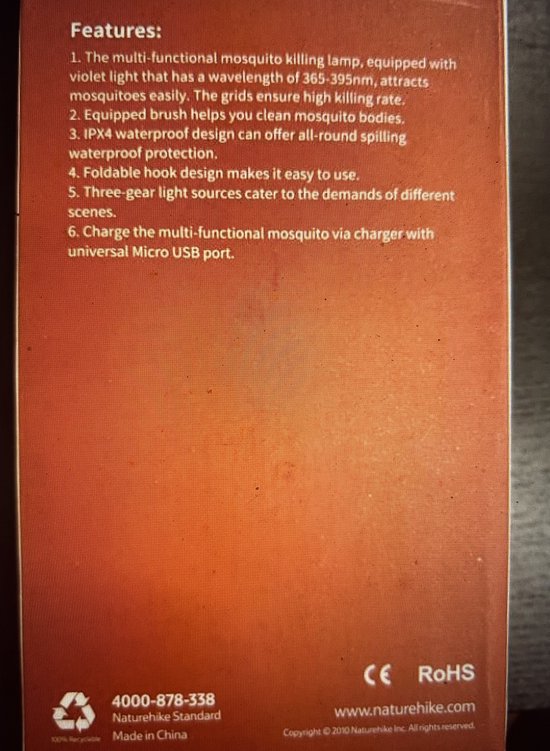 Features:
1. The multi-functional mosquito killing lamp, equipped with
violet light that has a wavelength of 365-395nm, attracts
mosquitoes easily. The grids ensure high killing rate.
2. Equipped brush helps you clean mosquito bodies.
3. IPX4 waterproof design can offer all-round spilling
waterproof protection.
4. Foldable hook design makes it easy to use.
5. Three-gear light sources cater to the demands of different
scenes.
6. Charge the multi-functional mosquito via charger with
universal Micro USB port.
CE RoHS
4000-878-338
Naturehike Standard
www.naturehike.com
100% Recyclable
Made in China
Copyright © 2010 Naturehike Inc. All rights reserved.